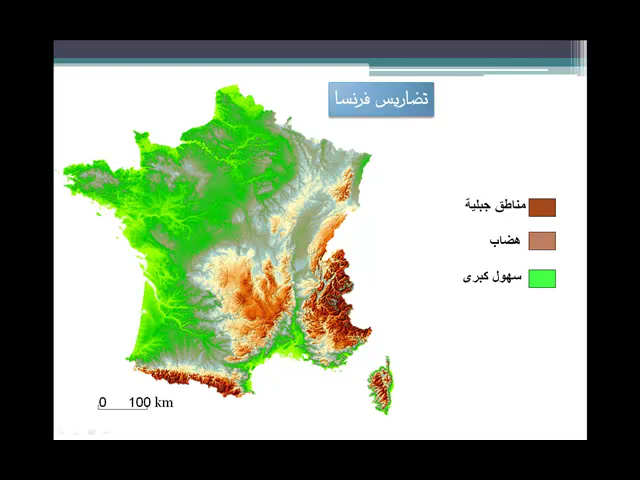 تضاريس فرنسا
مناطق جبلية
هضاب
سهول كبرى
0 100 km